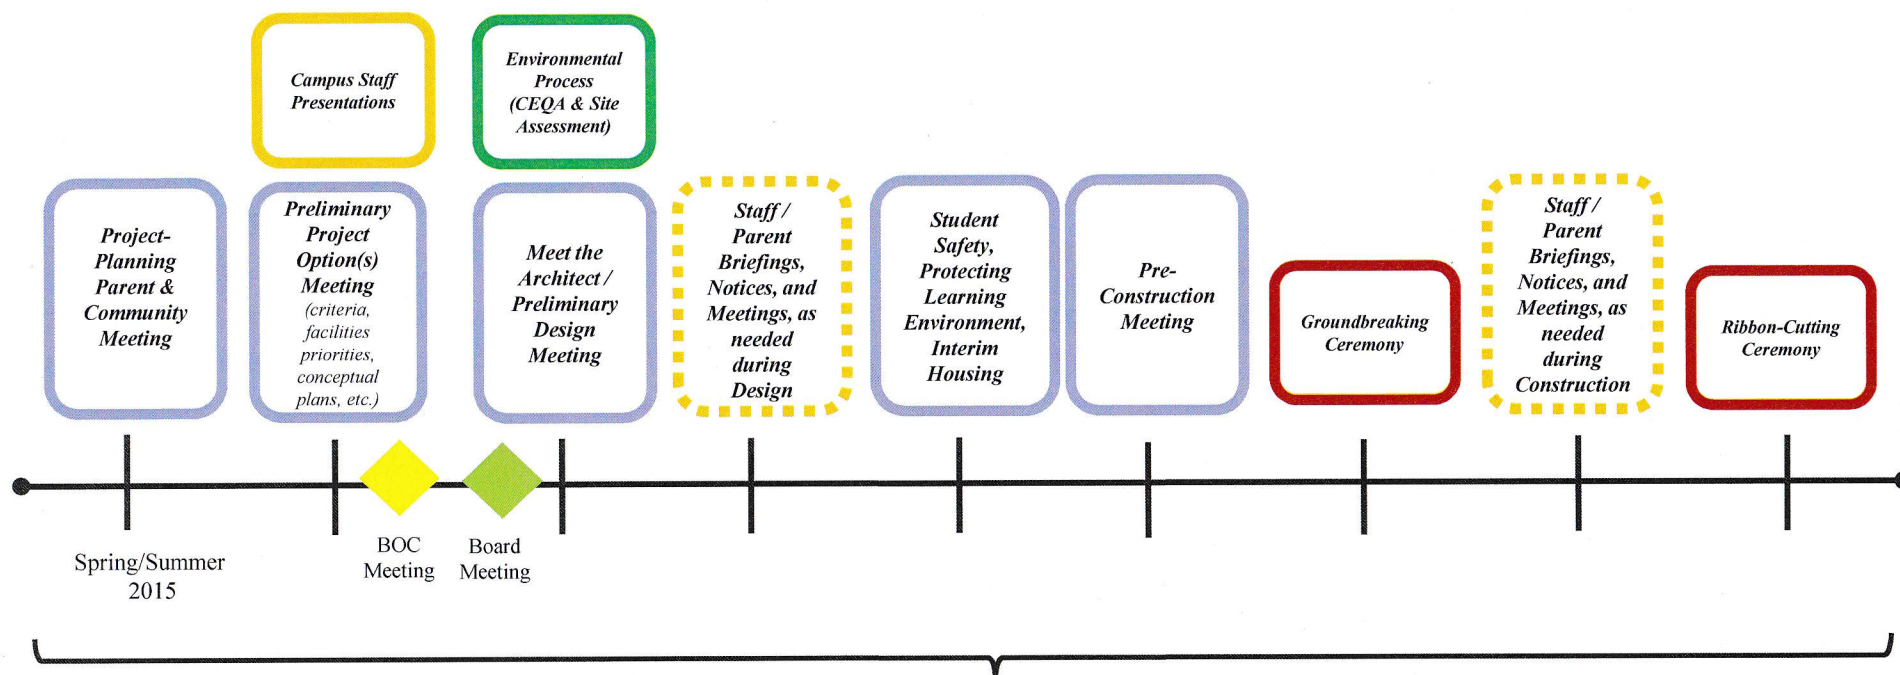 Campus Staff
Presentations
Environmental
Process
(CEQA & Site
Assessment)
Project-
Planning
Parent &
Community
Meeting
Preliminary
Project
Option(s)
Meeting
(criteria,
facilities
priorities,
conceptual
plans, etc.)
Meet the
Architect /
Preliminary
Design
Meeting
Staff /
Parent
Briefings,
Notices, and
Meetings, as
needed
during
Design
Student
Safety,
Protecting
Learning
Environment,
Interim
Housing
Pre-
Construction
Meeting
Groundbreaking
Ceremony
Staff /
Parent
Briefings,
Notices, and
Meetings, as
needed
during
Construction
Ribbon-Cutting
Ceremony
Spring/Summer
2015
BOC
Meeting
Board
Meeting